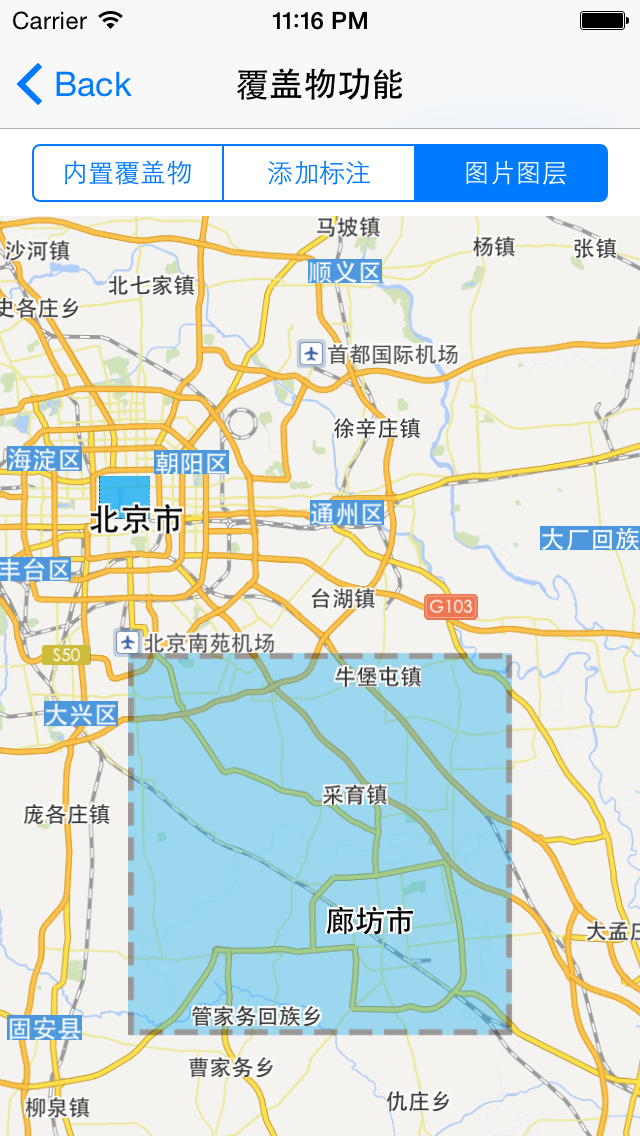 Carrier 11:16 PM
Back 覆盖物功能
内置覆盖物 添加标注 图片图层
马坡镇
沙河镇
杨镇
张镇
顺义区
北七家镇
史各庄乡
首都国际机场
徐辛庄镇
海淀区
朝阳区
北京市
通州区
大厂回族
丰台区
台湖镇
G103
北京南苑机场
S50
牛堡屯镇
大兴区
采育镇
庞各庄镇
廊坊市
大孟庄
管家务回族乡
固安县
曹家务乡
柳泉镇
仇庄乡